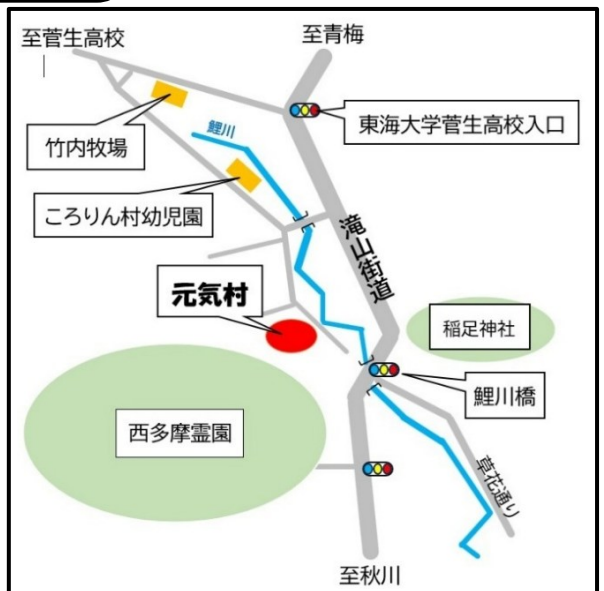 至菅生高校
至青梅
東海大学菅生高校入口
竹内牧場
鯉川
ころりん村幼児園
滝山街道
元気村
稲足神社
鯉川橋
西多摩霊園
草花通り
至秋川